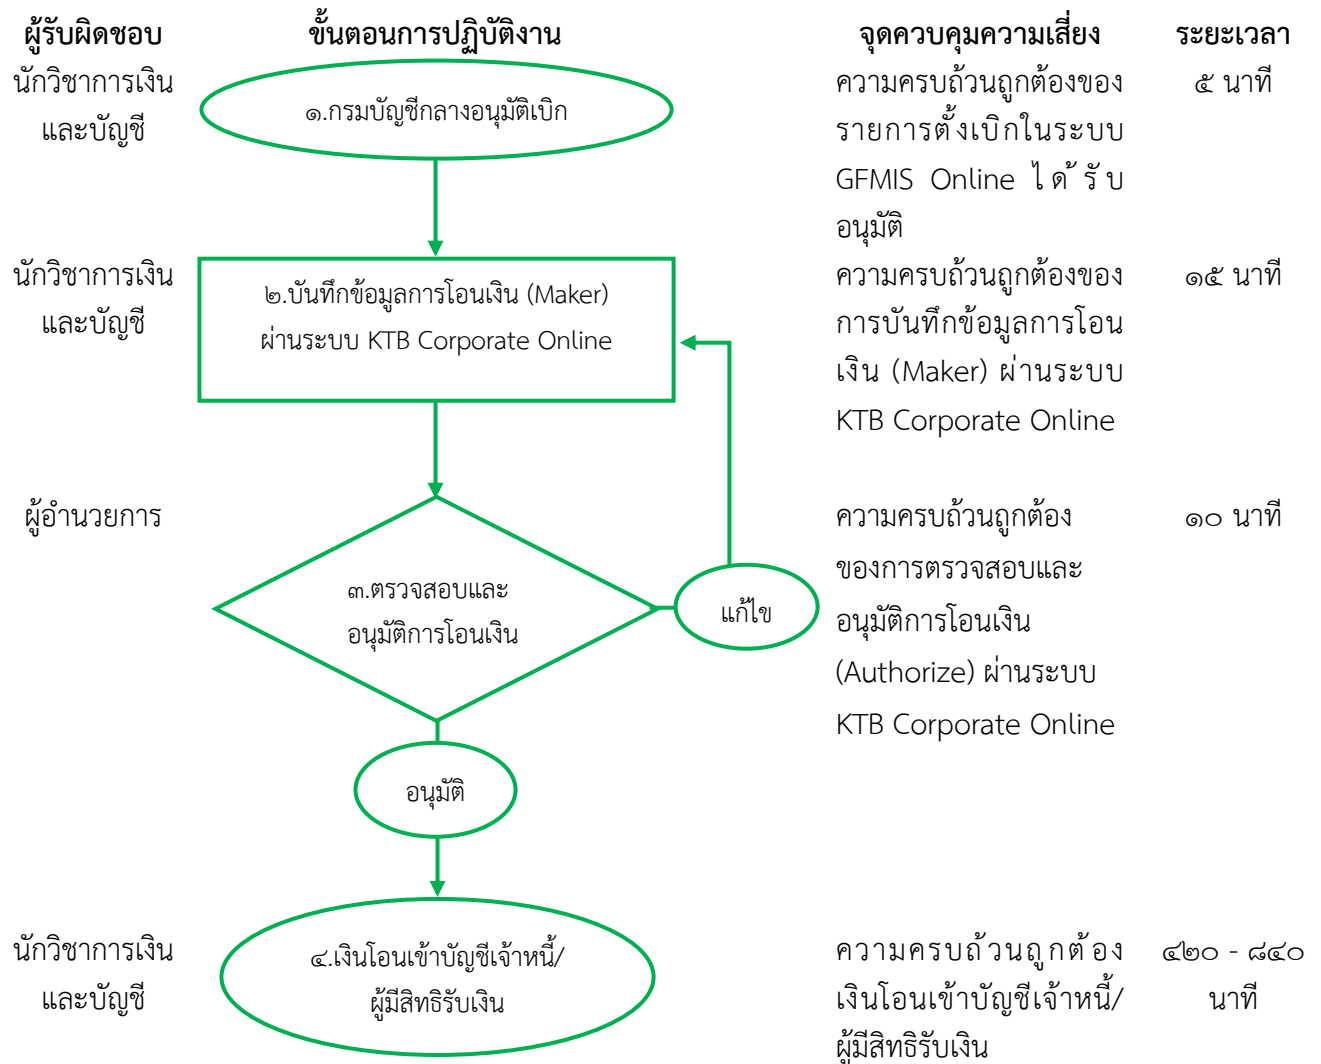 ผู้รับผิดชอบ ขั้นตอนการปฏิบัติงาน จุดควบคุมความเสี่ยง ระยะเวลา
นักวิชาการเงิน
และบัญชี
๑.กรมบัญชีกลางอนุมัติเบิก
ความครบถ้วนถูกต้องของ
รายการตั้งเบิกในระบบ
GFMIS Online ได้รับ
อนุมัติ
๕ นาที
นักวิชาการเงิน
และบัญชี
๒.บันทึกข้อมูลการโอนเงิน (Maker)
ผ่านระบบ KTB Corporate Online
ความครบถ้วนถูกต้องของ
การบันทึกข้อมูลการโอน
เงิน (Maker) ผ่านระบบ
KTB Corporate Online
๑๕ นาที
ผู้อำนวยการ
๓.ตรวจสอบและ
อนุมัติการโอนเงิน
แก้ไข
ความครบถ้วนถูกต้อง
ของการตรวจสอบและ
อนุมัติการโอนเงิน
(Authorize) ผ่านระบบ
KTB Corporate Online
๑๐ นาที
อนุมัติ
นักวิชาการเงิน
และบัญชี
๔.เงินโอนเข้าบัญชีเจ้าหนี้/
ผู้มีสิทธิรับเงิน
ความครบถ้วนถูกต้อง
เงินโอนเข้าบัญชีเจ้าหนี้/
ผู้มีสิทธิรับเงิน
๔๒๐ - ๘๔๐
นาที